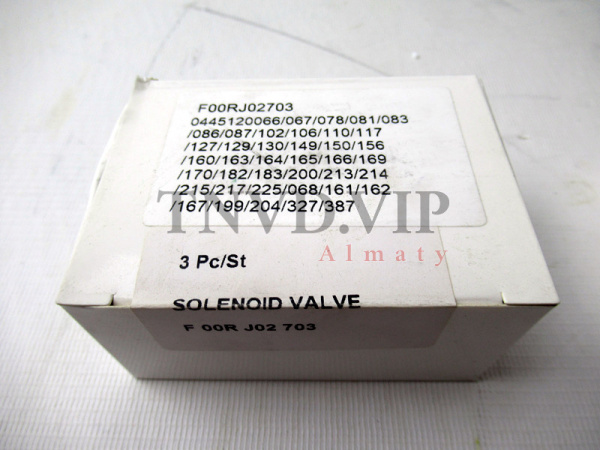 F00RJ02703
0445120066/067/078/081/083
/086/087/102/106/110/117
/127/129/130/149/150/156
/160/163/164/165/166/169
/170/182/183/200/213/214
/215/217/225/068/161/162
/167/199/204/327/387
TNVD.VIP
Almaty
3 Pc/St
SOLENOID VALVE
F 00R J02 703